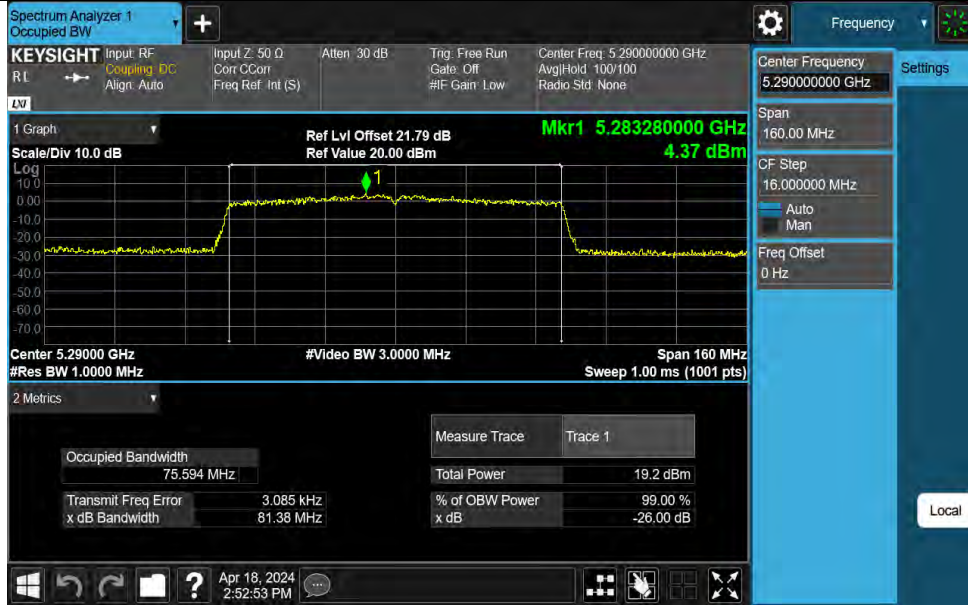 Spectrum Analyzer 1
Occupied BW
Frequency
KEYSIGHT
RL
LXI
Input: RF
Coupling: DC
Align: Auto
Input Z: 50 Ω
Corr CCorr
Freq Ref: Int (S)
Atten: 30 dB
Trig: Free Run
Gate: Off
#IF Gain: Low
Center Freq: 5.290000000 GHz
Avg|Hold: 100/100
Radio Std: None
Center Frequency
5.290000000 GHz
Settings
Span
160.00 MHz
CF Step
16.000000 MHz
Auto
Man
Freq Offset
0 Hz
Local
1 Graph
Scale/Div 10.0 dB
Ref Lvl Offset 21.79 dB
Ref Value 20.00 dBm
Mkr1 5.283280000 GHz
4.37 dBm
Log
10.0
0.00
-10.0
-20.0
-30.0
-40.0
-50.0
-60.0
-70.0
1
Center 5.29000 GHz
#Res BW 1.0000 MHz
#Video BW 3.0000 MHz
Span 160 MHz
Sweep 1.00 ms (1001 pts)
2 Metrics
Measure Trace Trace 1
Occupied Bandwidth
75.594 MHz
Total Power 19.2 dBm
Transmit Freq Error 3.085 kHz
% of OBW Power 99.00 %
x dB Bandwidth 81.38 MHz
x dB -26.00 dB
?
Apr 18, 2024
2:52:53 PM